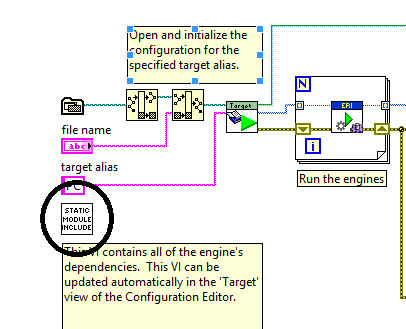 Open and initialize the
configuration for the
specified target alias.
Target
N
ERI
file name
abc
i
target alias
PC
Run the engines
STATIC
MODULE
INCLUDE
This VI contains all of the engine's
dependencies. This VI can be
updated automatically in the 'Target'
view of the Configuration Editor.